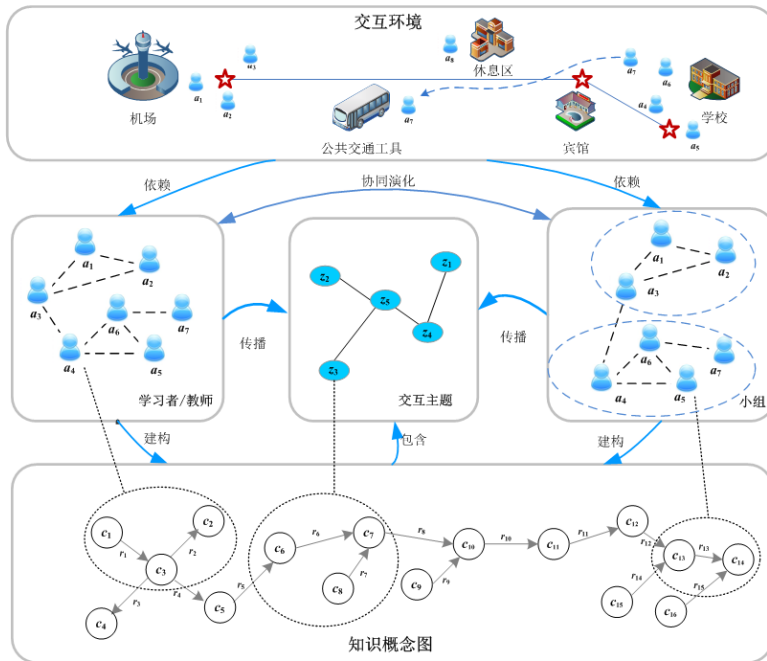 交互环境
a₃
a₈
休息区
a₇
a₆
a₁
a₂
a₇
a₄
a₅
机场
公共交通工具
宾馆
学校
依赖
协同演化
依赖
a₁
a₂
a₃
a₆
a₇
a₄
a₅
学习者/教师
z₁
z₂
z₅
z₄
z₃
交互主题
a₁
a₂
a₃
a₆
a₇
a₄
a₅
小组
传播
传播
建构
包含
建构
c₁
c₂
r₁
r₂
c₃
r₃
r₄
c₄
c₅
r₅
c₆
r₆
c₇
r₇
c₈
r₈
c₉
r₉
c₁₀
r₁₀
c₁₁
r₁₁
c₁₂
r₁₂
c₁₃
r₁₃
c₁₄
r₁₄
r₁₅
c₁₅
c₁₆
知识概念图